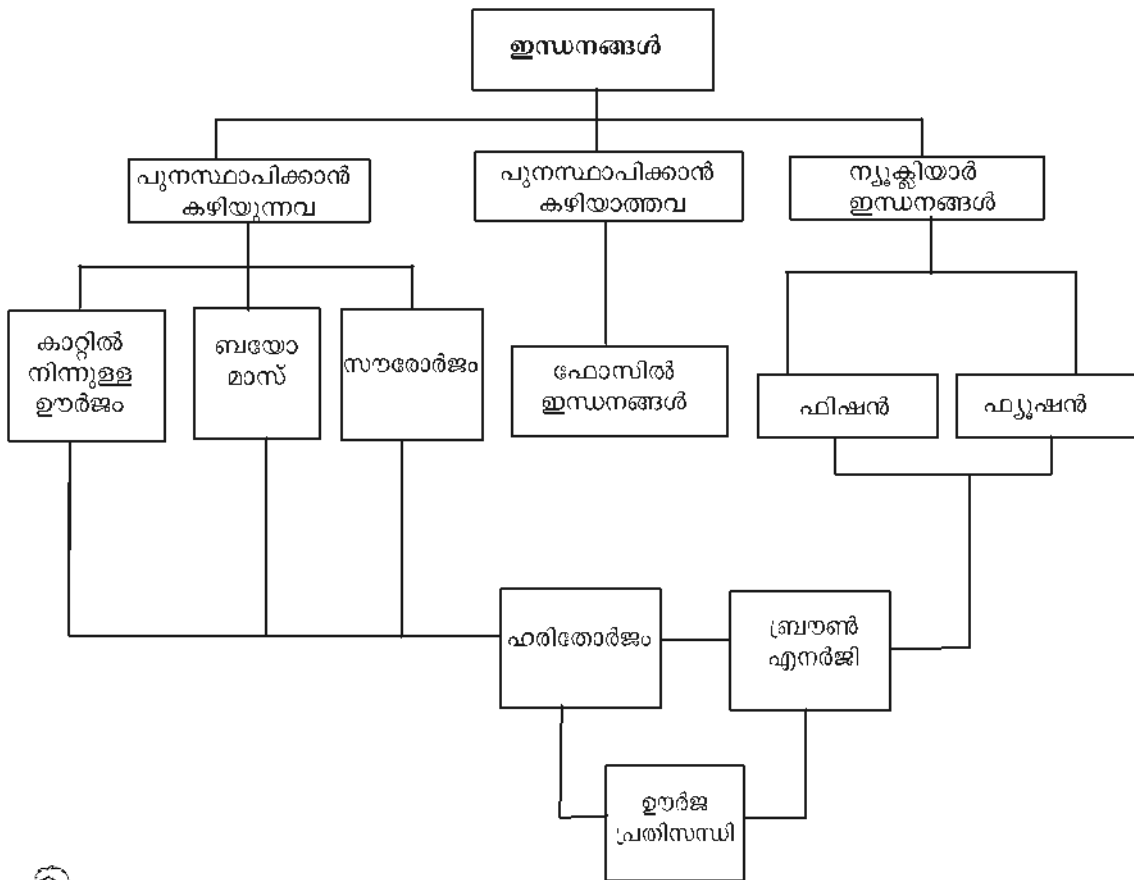 ഇന്ധനങ്ങൾ
പുനസ്ഥാപിക്കാൻ
കഴിയുന്നവ
പുനസ്ഥാപിക്കാൻ
കഴിയാത്തവ
ന്യൂക്ലിയാർ
ഇന്ധനങ്ങൾ
കാറ്റിൽ
നിന്നുള്ള
ഊർജം
ബയോ
മാസ്
സൗരോർജം
ഫോസിൽ
ഇന്ധനങ്ങൾ
ഫിഷൻ
ഫ്യൂഷൻ
ഹരിതോർജം
ബ്രൗൺ
എനർജി
ഊർജ
പ്രതിസന്ധി